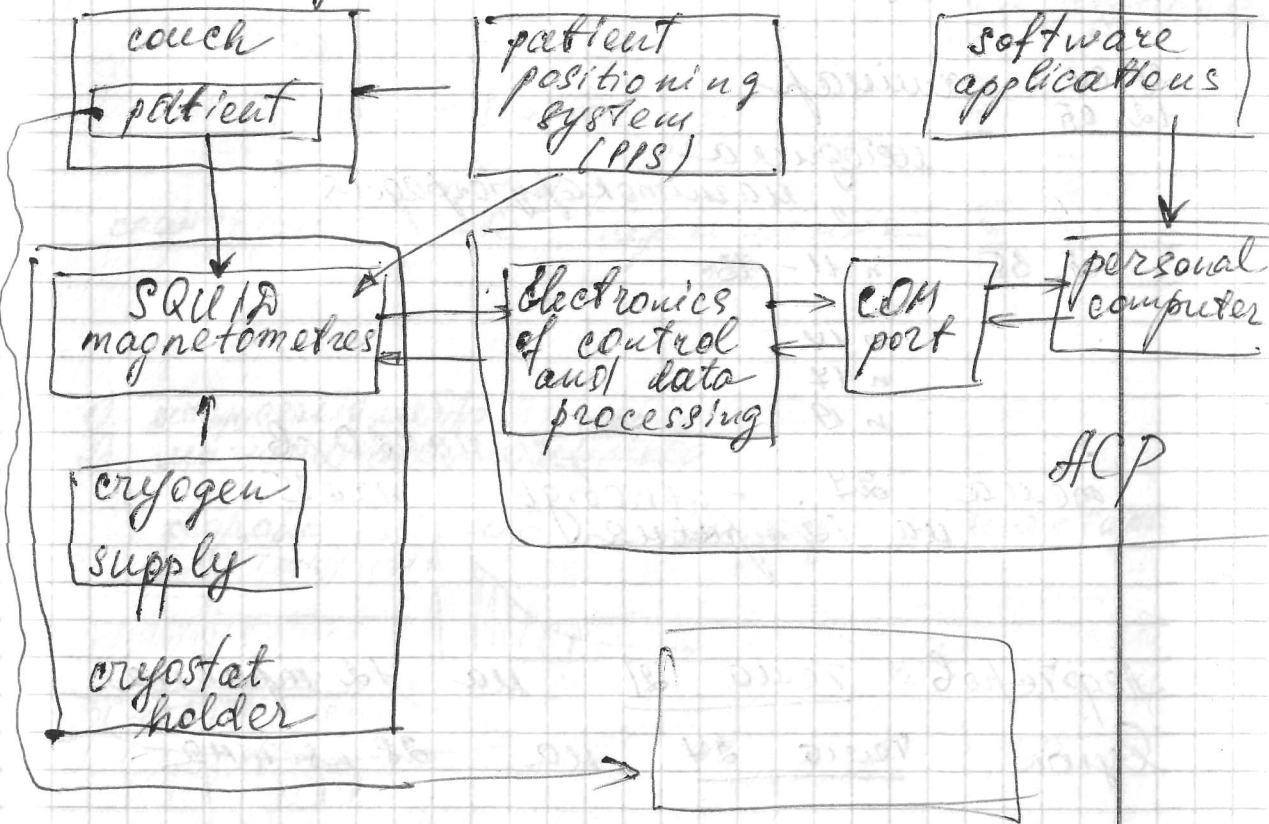 couch
patient
patient
positioning
system
(PPS)
software
applications
SQUID
magnetometres
Electronics
of control
and data
processing
COM
port
personal
computer
cryogen
supply
cryostat
holder
ACP